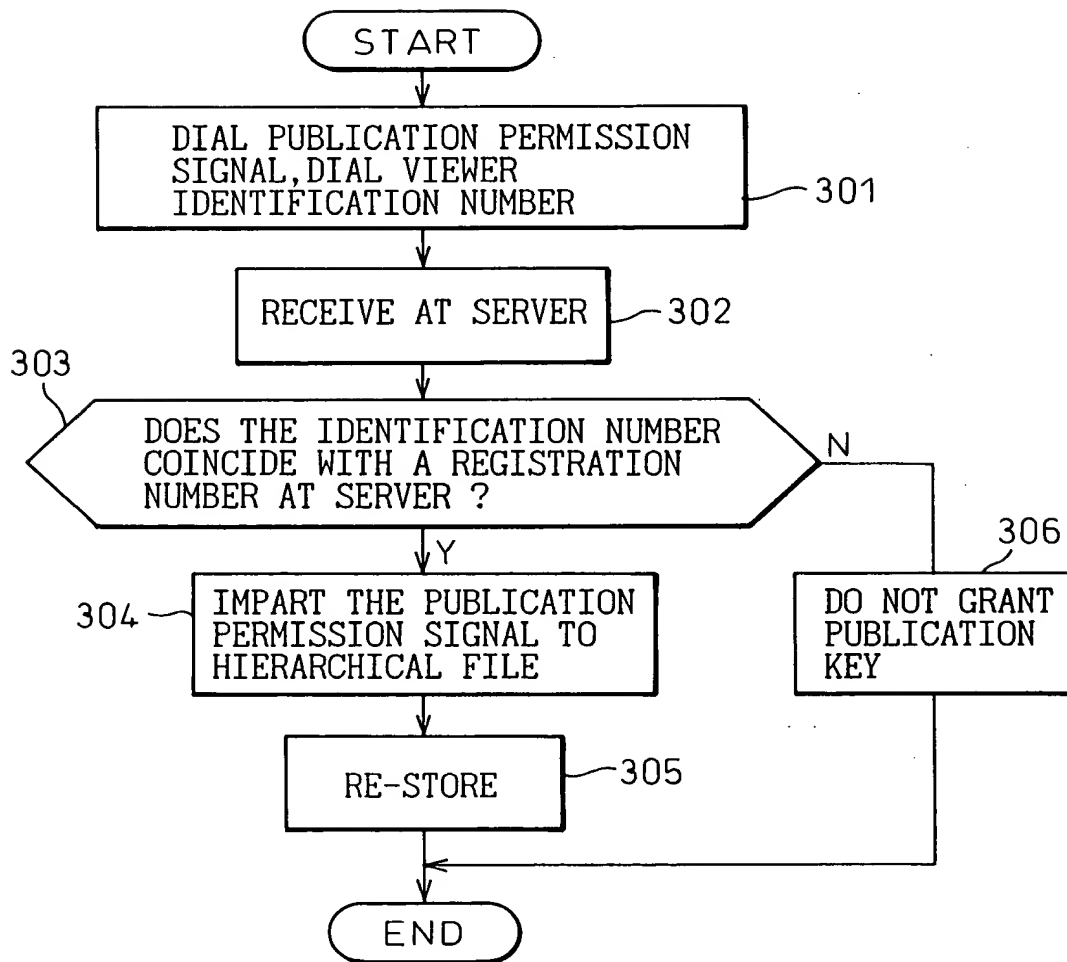 START
DIAL PUBLICATION PERMISSION
SIGNAL,DIAL VIEWER
IDENTIFICATION NUMBER
301
RECEIVE AT SERVER
302
303
DOES THE IDENTIFICATION NUMBER
COINCIDE WITH A REGISTRATION
NUMBER AT SERVER ?
N
Y
306
304
IMPART THE PUBLICATION
PERMISSION SIGNAL TO
HIERARCHICAL FILE
DO NOT GRANT
PUBLICATION
KEY
RE-STORE
305
END